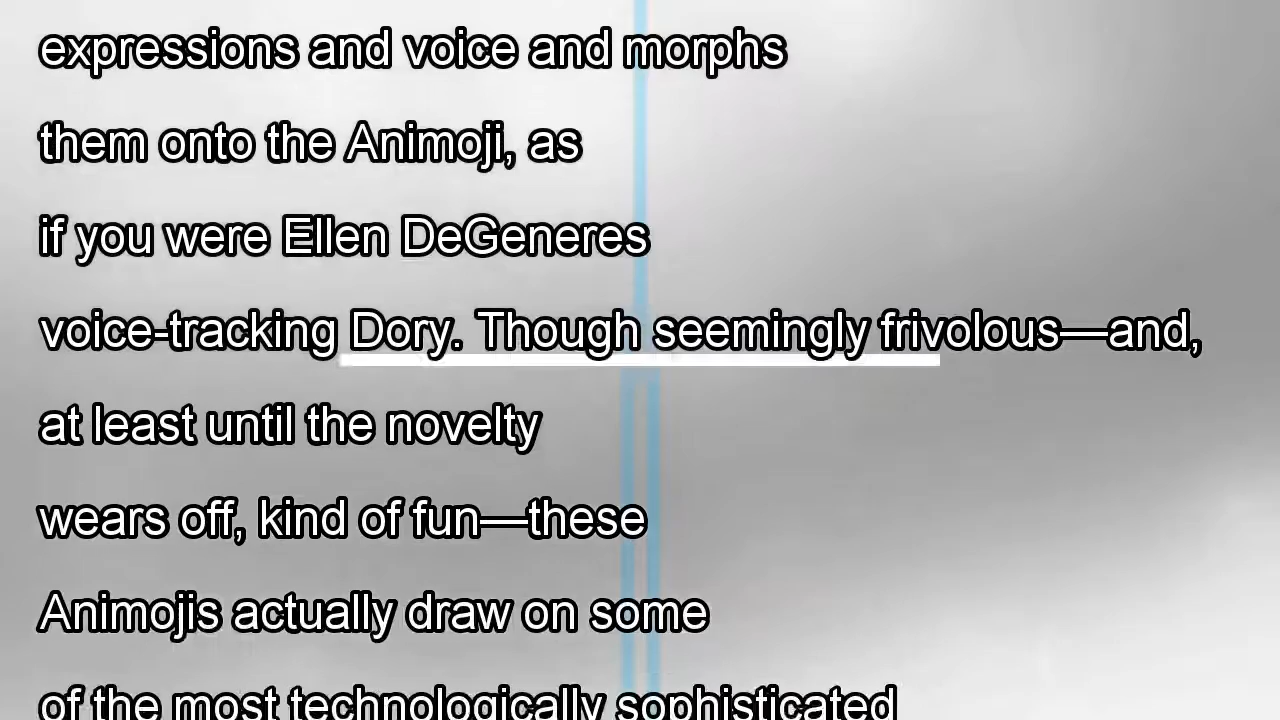 expressions and voice and morphs
them onto the Animoji, as
if you were Ellen DeGeneres
voice-tracking Dory. Though seemingly frivolous—and,
at least until the novelty
wears off, kind of fun—these
Animojis actually draw on some
of the most technologically sophisticated